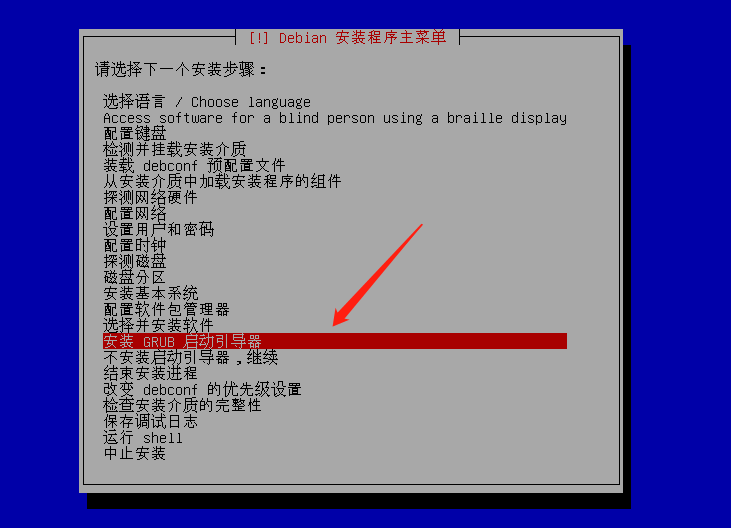 [!] Debian 安装程序主菜单
请选择下一个安装步骤：
选择语言 / Choose language
Access software for a blind person using a braille display
配置键盘
检测并挂载安装介质
装载 debconf 预配置文件
从安装介质中加载安装程序的组件
探测网络硬件
配置网络
设置用户和密码
配置时钟
探测磁盘
磁盘分区
安装基本系统
配置软件包管理器
选择并安装软件
安装 GRUB 启动引导器
不安装启动引导器，继续
结束安装进程
改变 debconf 的优先级设置
检查安装介质的完整性
保存调试日志
运行 shell
中止安装